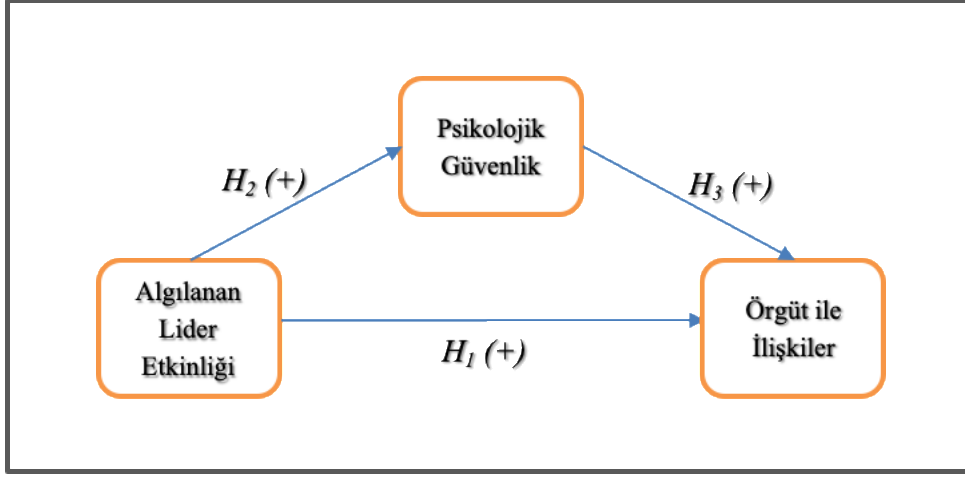 Psikolojik
Güvenlik
H₂ (+)
H₃ (+)
Algılanan
Lider
Etkinliği
H₁ (+)
Örgüt ile
İlişkiler